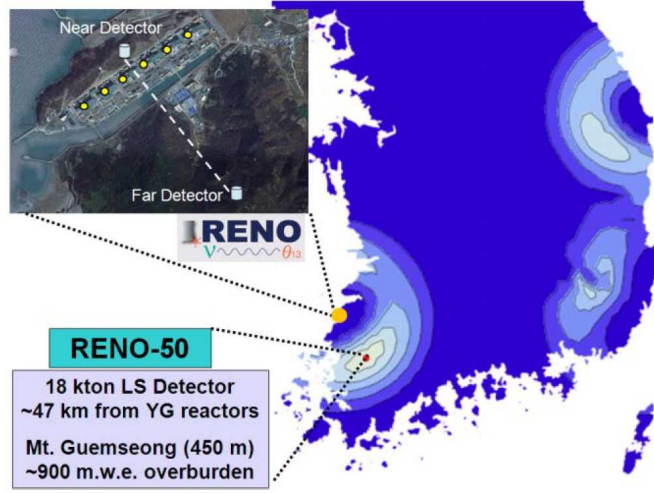 Near Detector
Far Detector
RENO
ν θ13
RENO-50
18 kton LS Detector
~47 km from YG reactors
Mt. Guemseong (450 m)
~900 m.w.e. overburden